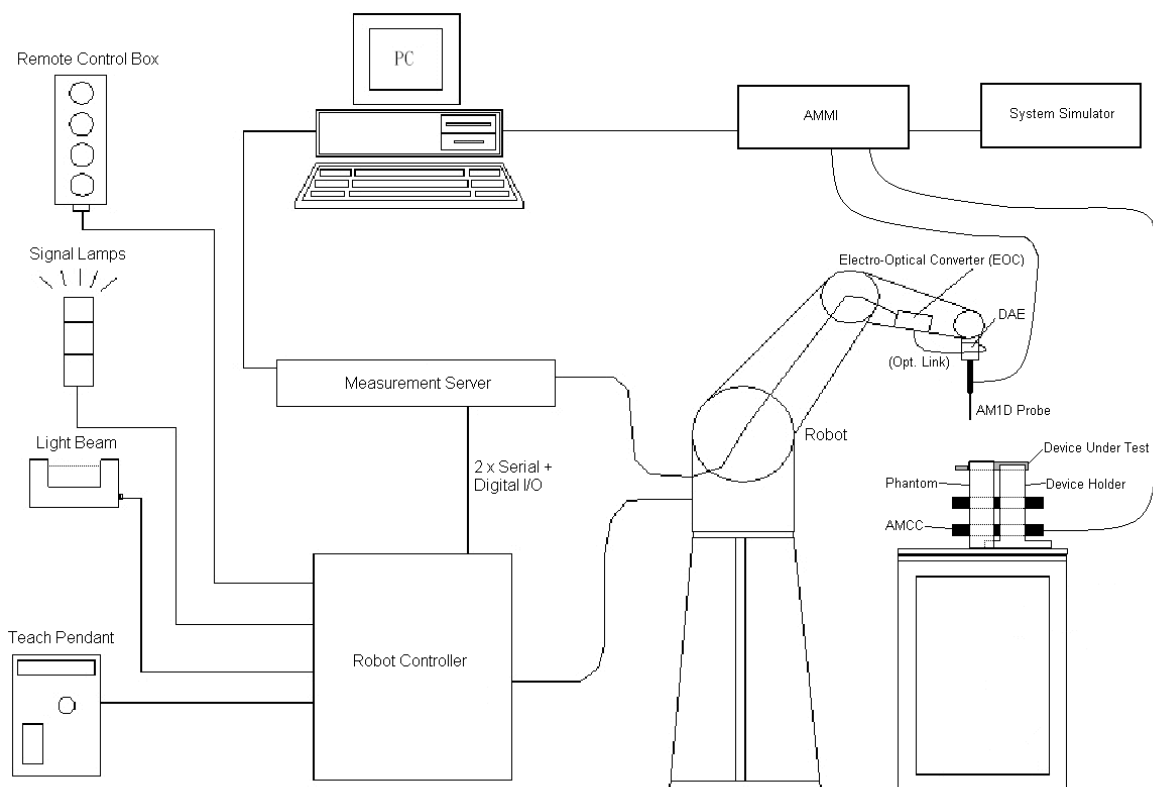 Remote Control Box
PC
AMMI
System Simulator
Signal Lamps
Electro-Optical Converter (EOC)
DAE
(Opt. Link)
Measurement Server
AM1D Probe
Light Beam
Robot
Device Under Test
2 x Serial +
Digital I/O
Phantom
Device Holder
AMCC
Teach Pendant
Robot Controller